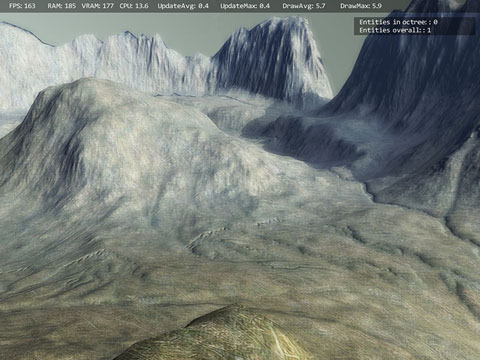 FPS: 163 RAM: 185 VRAM: 177 CPU: 13.6 UpdateAvg: 0.4 UpdateMax: 0.4 DrawAvg: 5.7 DrawMax: 5.9
Entities in octree:: 0
Entities overall:: 1